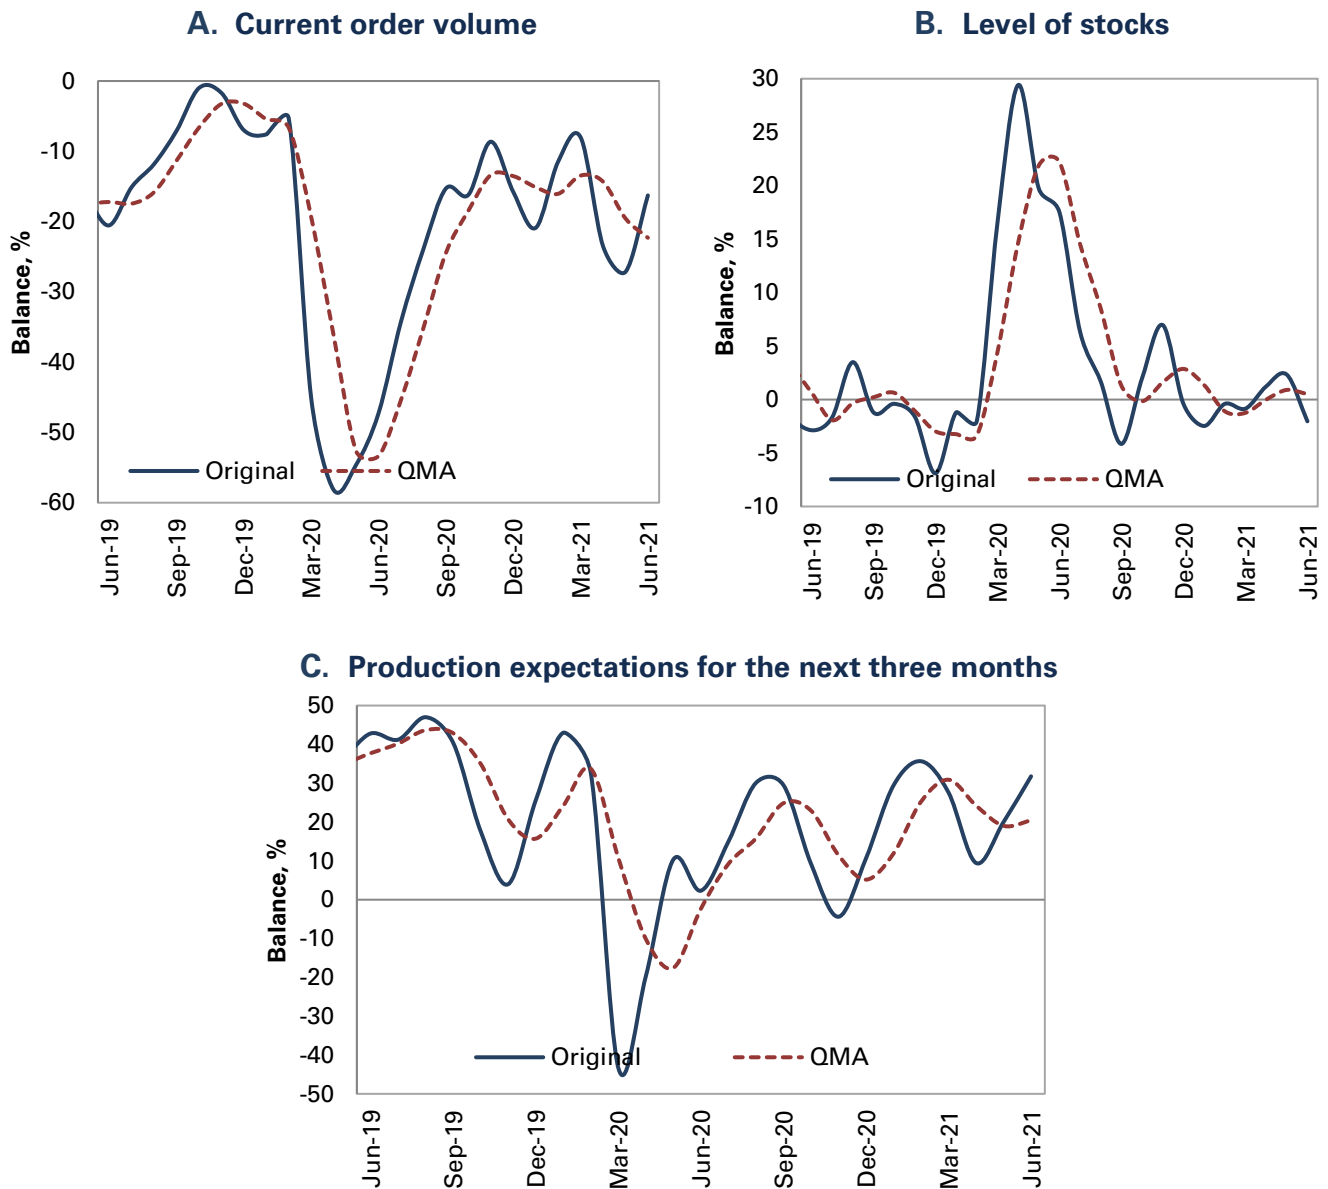 A. Current order volume
Balance, %
0
-10
-20
-30
-40
-50
-60
Original
QMA
Jun-19
Sep-19
Dec-19
Mar-20
Jun-20
Sep-20
Dec-20
Mar-21
Jun-21
B. Level of stocks
Balance, %
30
25
20
15
10
5
0
-5
-10
Original
QMA
Jun-19
Sep-19
Dec-19
Mar-20
Jun-20
Sep-20
Dec-20
Mar-21
Jun-21
C. Production expectations for the next three months
Balance, %
50
40
30
20
10
0
-10
-20
-30
-40
-50
Original
QMA
Jun-19
Sep-19
Dec-19
Mar-20
Jun-20
Sep-20
Dec-20
Mar-21
Jun-21